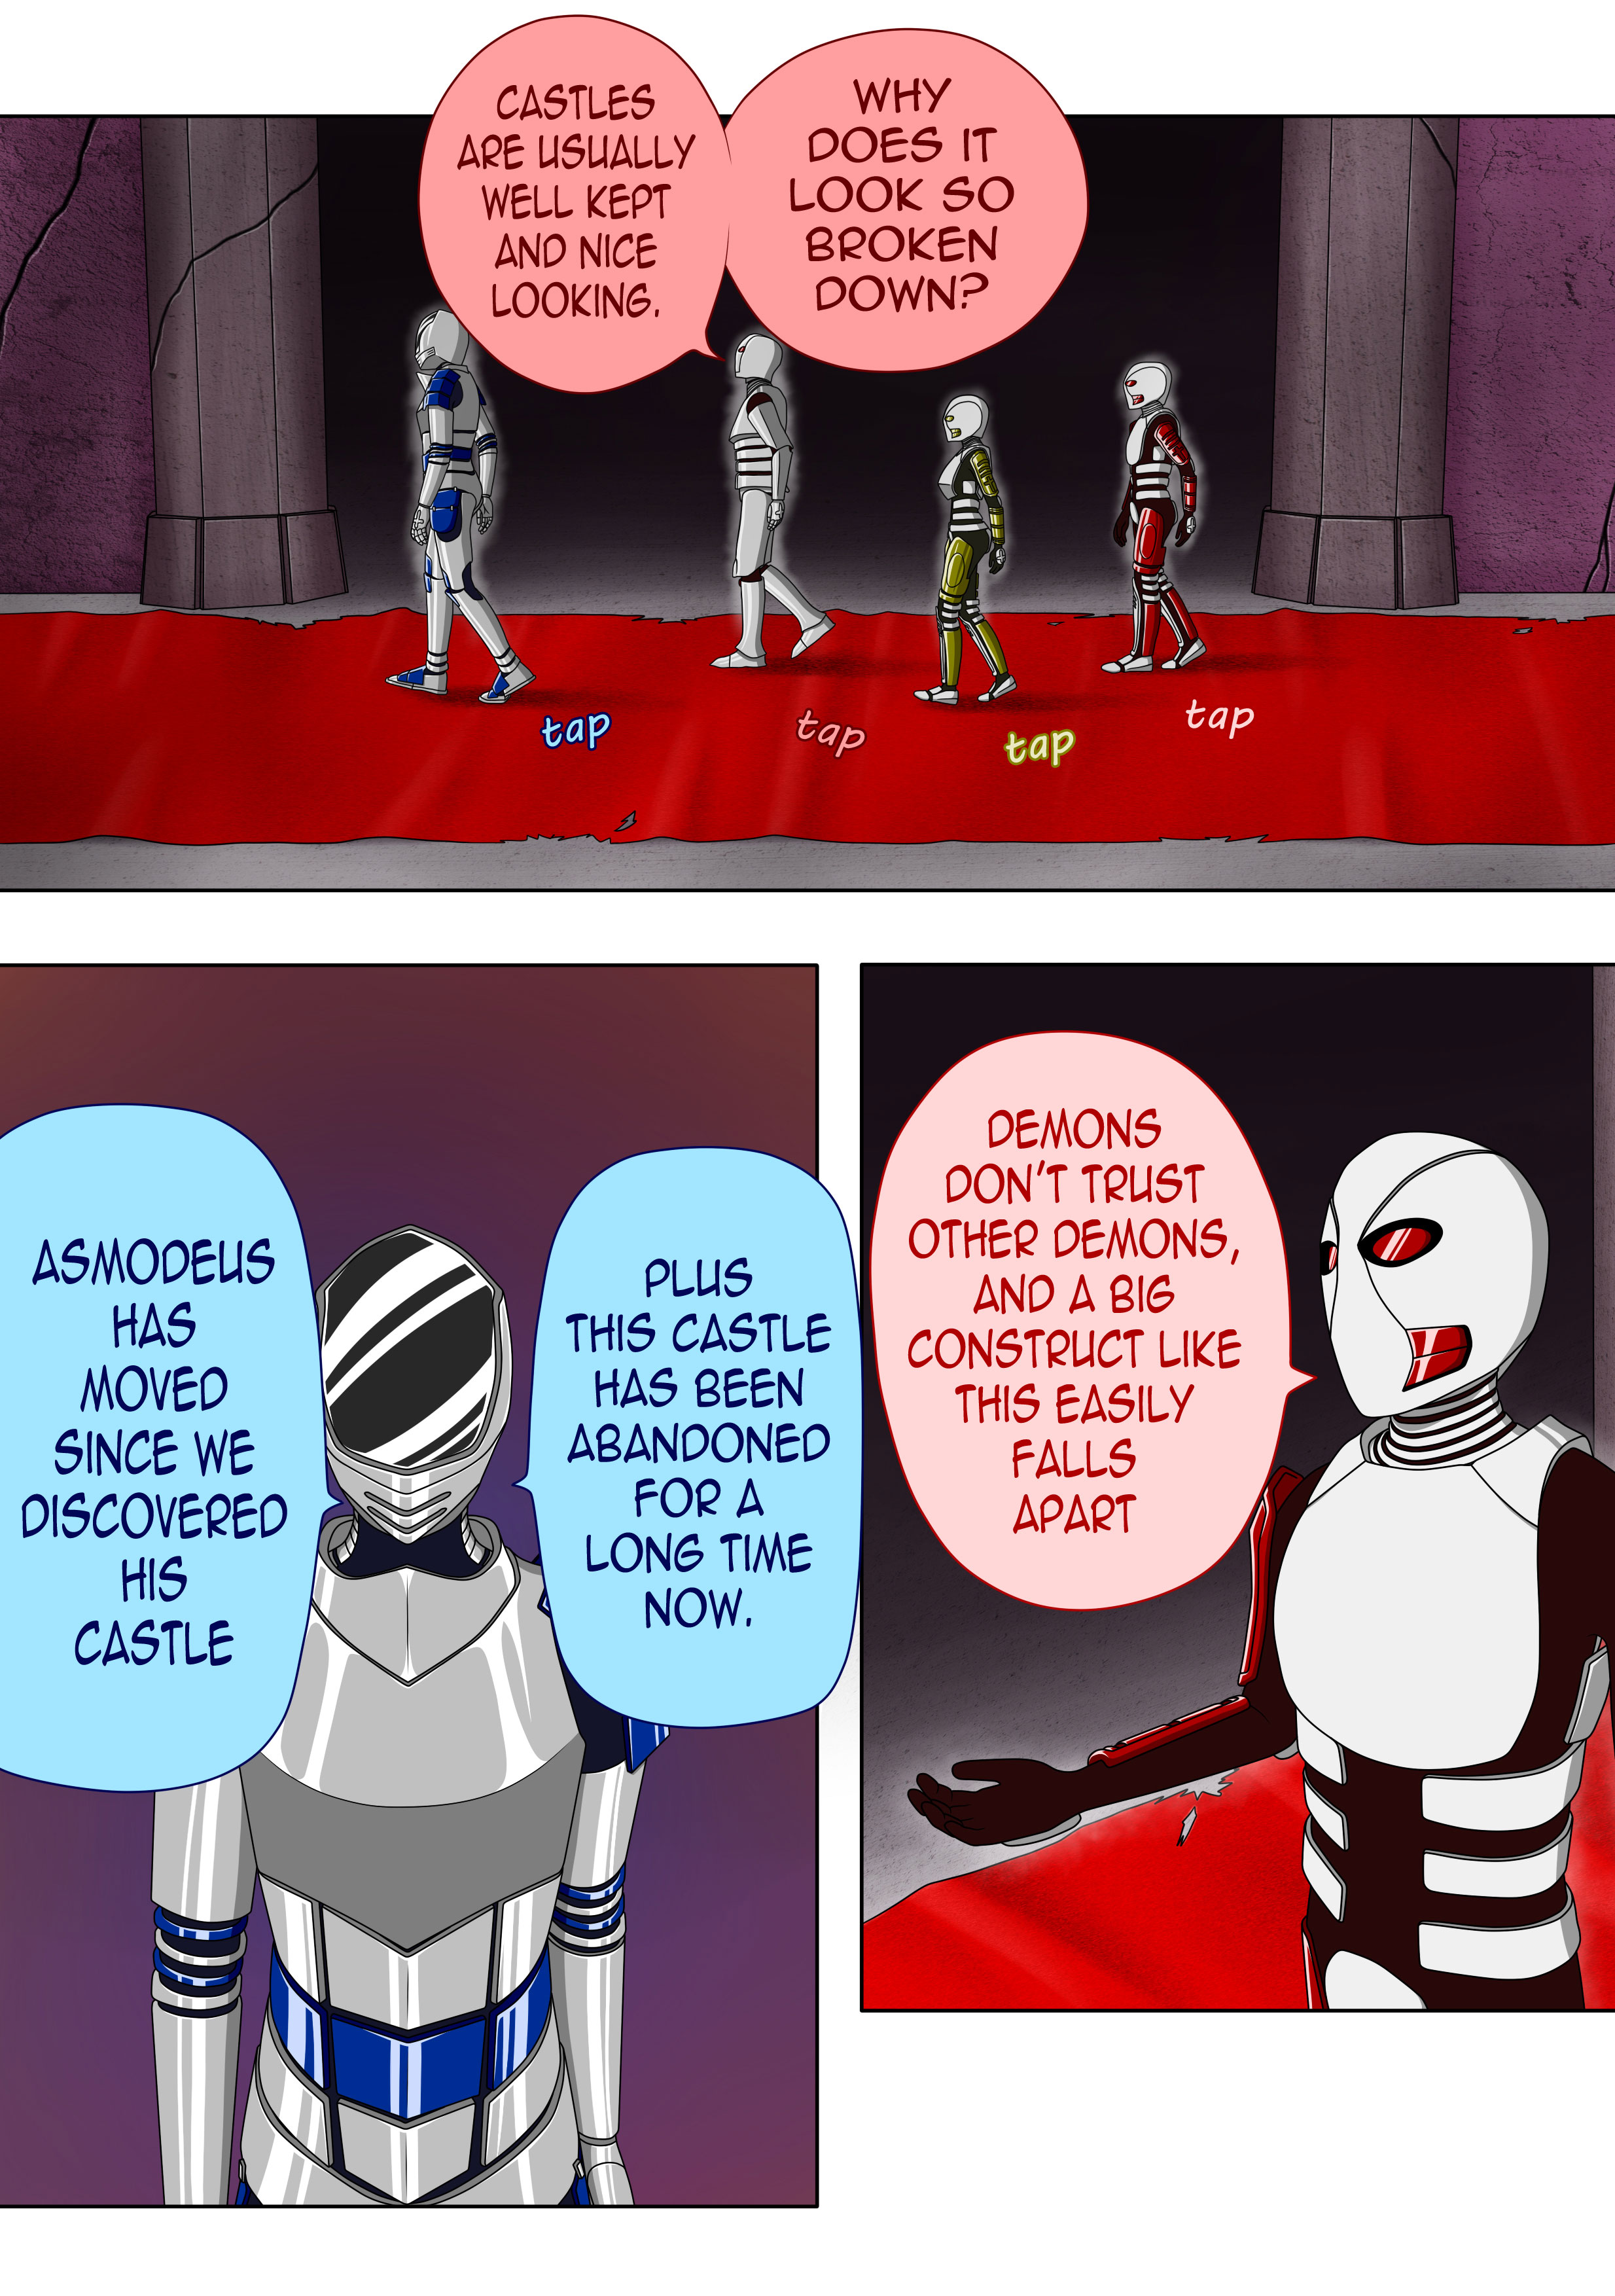 WHY
DOES IT
LOOK SO
BROKEN
DOWN?
CASTLES
ARE USUALLY
WELL KEPT
AND NICE
LOOKING.
tap
tap
tap
tap
DEMONS
DON'T TRUST
OTHER DEMONS,
AND A BIG
CONSTRUCT LIKE
THIS EASILY
FALLS
APART
PLUS
THIS CASTLE
HAS BEEN
ABANDONED
FOR A
LONG TIME
NOW.
ASMODEUS
HAS
MOVED
SINCE WE
DISCOVERED
HIS
CASTLE